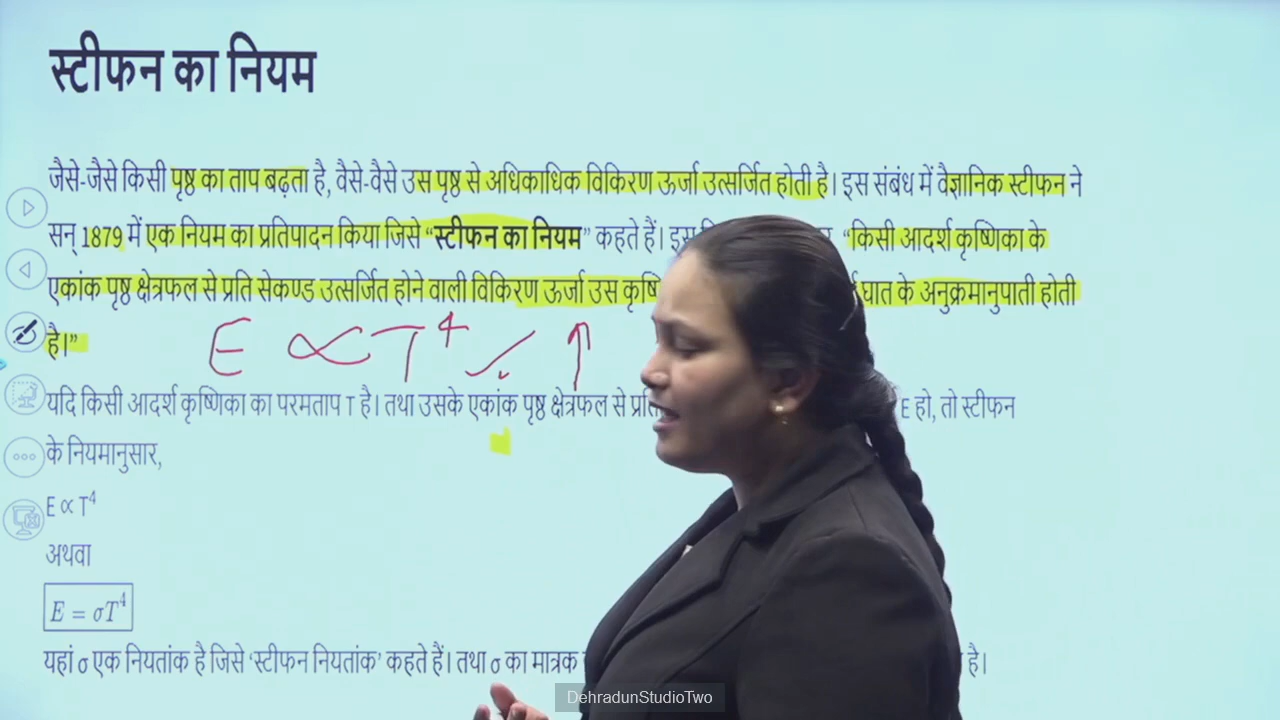 स्टीफन का नियम
जैसे-जैसे किसी पृष्ठ का ताप बढ़ता है, वैसे-वैसे उस पृष्ठ से अधिकाधिक विकिरण ऊर्जा उत्सर्जित होती है। इस संबंध में वैज्ञानिक स्टीफन ने
सन् 1879 में एक नियम का प्रतिपादन किया जिसे “स्टीफन का नियम” कहते हैं। इस “किसी आदर्श कृष्णिका के
एकांक पृष्ठ क्षेत्रफल से प्रति सेकण्ड उत्सर्जित होने वाली विकिरण ऊर्जा उस घात के अनुक्रमानुपाती होती
है।”
E ∝ T⁴ ✓ ↑
यदि किसी आदर्श कृष्णिका का परमताप T है। तथा उसके एकांक पृष्ठ क्षेत्रफल से प्रति E हो, तो स्टीफन
के नियमानुसार,
E ∝ T⁴
अथवा
E = σT⁴
यहां σ एक नियतांक है जिसे ‘स्टीफन नियतांक’ कहते हैं। तथा σ का मात्रक है।
DehradunStudioTwo